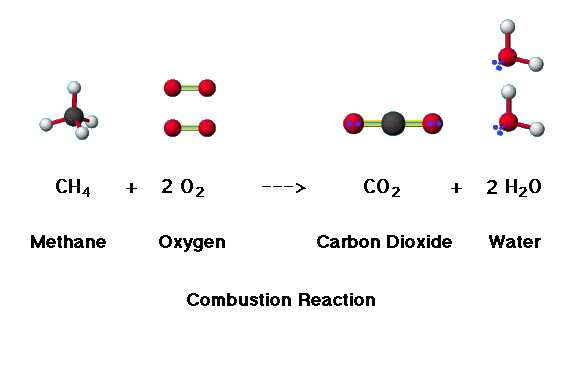 CH4 + 2 O2 ---> CO2 + 2 H2O
Methane Oxygen Carbon Dioxide Water
Combustion Reaction